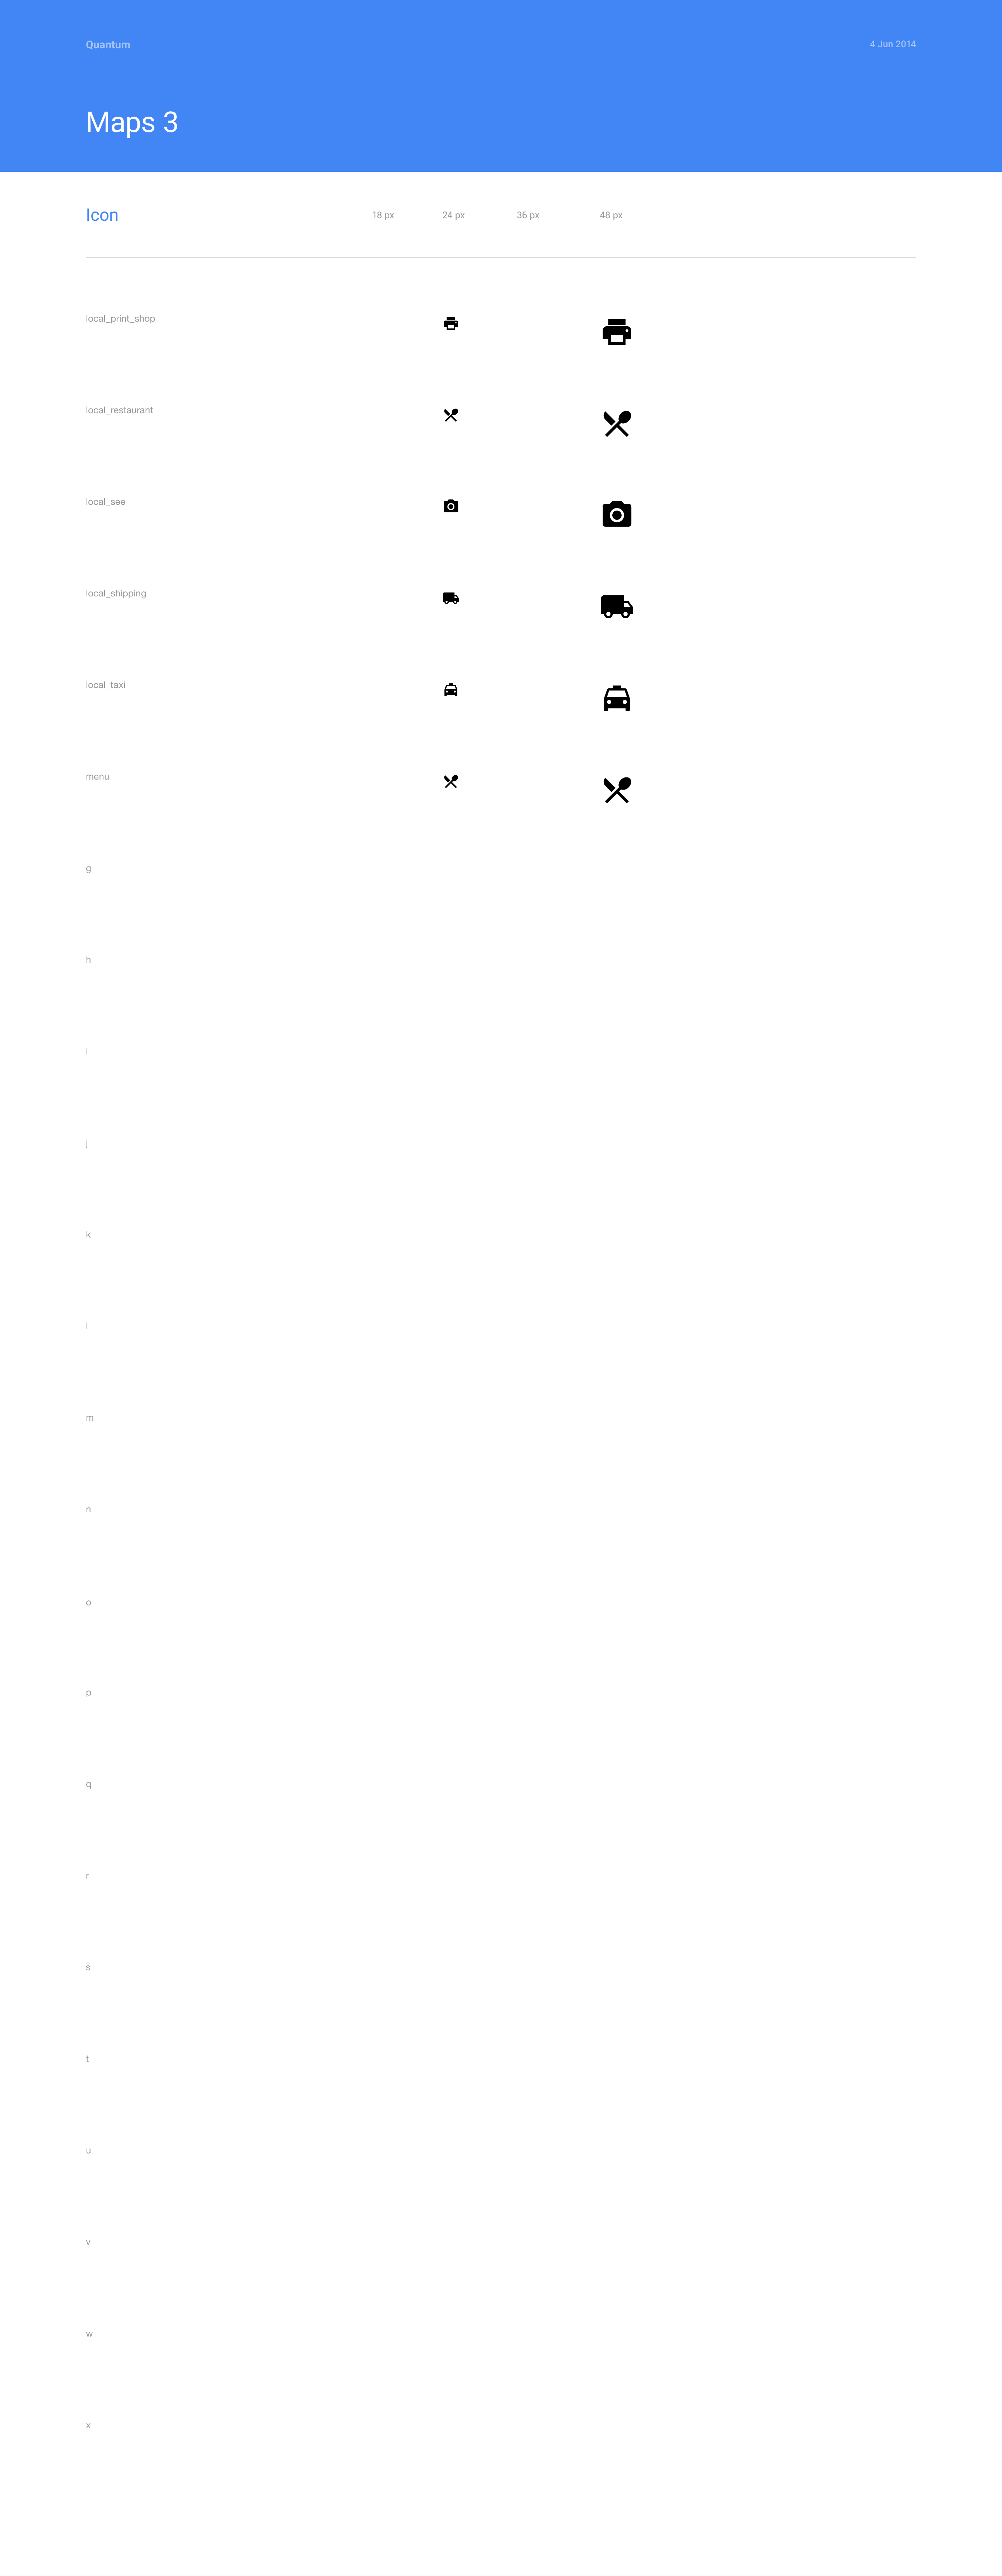 Quantum
4 Jun 2014
Maps 3
Icon 18 px 24 px 36 px 48 px
local_print_shop
local_restaurant
local_see
local_shipping
local_taxi
menu
g
h
i
j
k
l
m
n
o
p
q
r
s
t
u
v
w
x